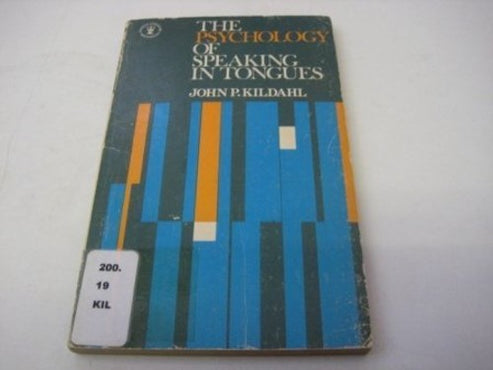 THE
PSYCHOLOGY
OF
SPEAKING
IN TONGUES
JOHN P. KILDAHL
200.
19
KIL